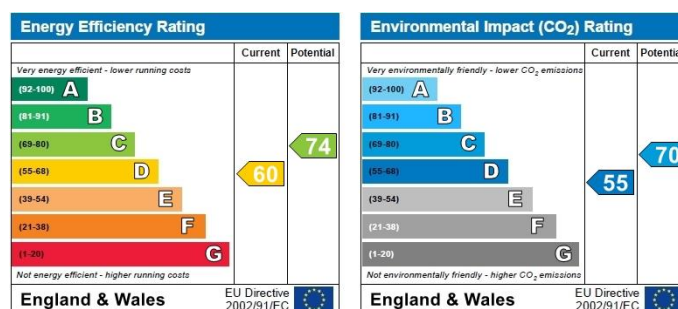 Energy Efficiency Rating
Current Potential
Very energy efficient - lower running costs
(92-100) A
(81-91) B
(69-80) C
74
(55-68) D
60
(39-54) E
(21-38) F
(1-20) G
Not energy efficient - higher running costs
England & Wales
EU Directive
2002/91/EC
Environmental Impact (CO2) Rating
Current Potential
Very environmentally friendly - lower CO2 emissions
(92-100) A
(81-91) B
(69-80) C
70
(55-68) D
55
(39-54) E
(21-38) F
(1-20) G
Not environmentally friendly - higher CO2 emissions
England & Wales
EU Directive
2002/91/EC